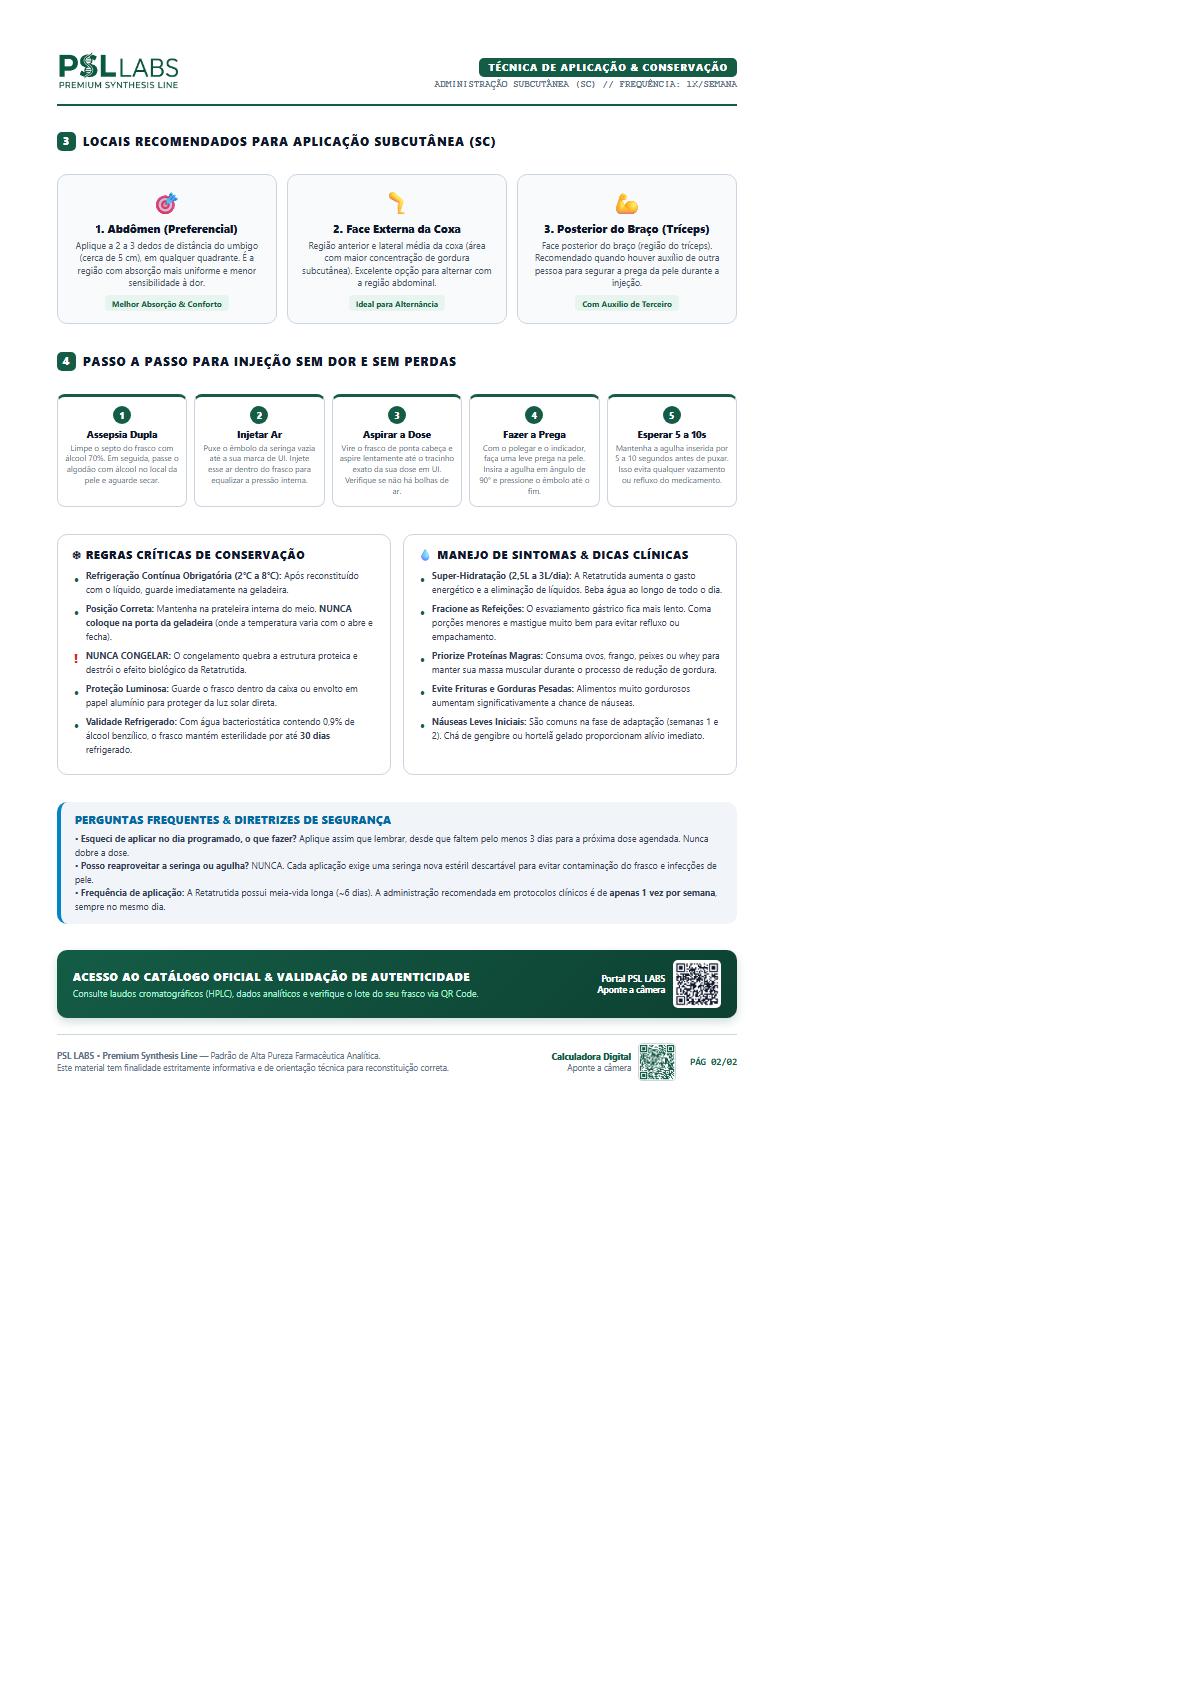 PSL LABS
PREMIUM SYNTHESIS LINE
TÉCNICA DE APLICAÇÃO & CONSERVAÇÃO
ADMINISTRAÇÃO SUBCUTÂNEA (SC) // FREQUÊNCIA: 1X/SEMANA
3 LOCAIS RECOMENDADOS PARA APLICAÇÃO SUBCUTÂNEA (SC)
1. Abdômen (Preferencial)
Aplique a 2 a 3 dedos de distância do umbigo
(cerca de 5 cm), em qualquer quadrante. É a
região com absorção mais uniforme e menor
sensibilidade à dor.
Melhor Absorção & Conforto
2. Face Externa da Coxa
Região anterior e lateral média da coxa (área
com maior concentração de gordura
subcutânea). Excelente opção para alternar com
a região abdominal.
Ideal para Alternância
3. Posterior do Braço (Tríceps)
Face posterior do braço (região do tríceps).
Recomendado quando houver auxílio de outra
pessoa para segurar a prega da pele durante a
injeção.
Com Auxílio de Terceiro
4 PASSO A PASSO PARA INJEÇÃO SEM DOR E SEM PERDAS
1
Assepsia Dupla
Limpe o septo do frasco com
álcool 70%. Em seguida, passe o
algodão com álcool no local da
pele e aguarde secar.
2
Injetar Ar
Puxe o êmbolo da seringa vazia
até a sua marca de UI. Injete
esse ar dentro do frasco para
equalizar a pressão interna.
3
Aspirar a Dose
Vire o frasco de ponta cabeça e
aspire lentamente até o tracinho
exato da sua dose em UI.
Verifique se não há bolhas de
ar.
4
Fazer a Prega
Com o polegar e o indicador,
faça uma leve prega na pele.
Insira a agulha em ângulo de
90° e pressione o êmbolo até o
fim.
5
Esperar 5 a 10s
Mantenha a agulha inserida por
5 a 10 segundos antes de puxar.
Isso evita qualquer vazamento
ou refluxo do medicamento.
REGRAS CRÍTICAS DE CONSERVAÇÃO
• Refrigeração Contínua Obrigatória (2°C a 8°C): Após reconstituído
com o líquido, guarde imediatamente na geladeira.
• Posição Correta: Mantenha na prateleira interna do meio. NUNCA
coloque na porta da geladeira (onde a temperatura varia com o abre e
fecha).
! NUNCA CONGELAR: O congelamento quebra a estrutura proteica e
destrói o efeito biológico da Retatrutida.
• Proteção Luminosa: Guarde o frasco dentro da caixa ou envolto em
papel alumínio para proteger da luz solar direta.
• Validade Refrigerado: Com água bacteriostática contendo 0,9% de
álcool benzílico, o frasco mantém esterilidade por até 30 dias
refrigerado.
MANEJO DE SINTOMAS & DICAS CLÍNICAS
• Super-Hidratação (2,5L a 3L/dia): A Retatrutida aumenta o gasto
energético e a eliminação de líquidos. Beba água ao longo de todo o dia.
• Fracione as Refeições: O esvaziamento gástrico fica mais lento. Coma
porções menores e mastigue muito bem para evitar refluxo ou
empachamento.
• Priorize Proteínas Magras: Consuma ovos, frango, peixes ou whey para
manter sua massa muscular durante o processo de redução de gordura.
• Evite Frituras e Gorduras Pesadas: Alimentos muito gordurosos
aumentam significativamente a chance de náuseas.
• Náuseas Leves Iniciais: São comuns na fase de adaptação (semanas 1 e
2). Chá de gengibre ou hortelã gelado proporcionam alívio imediato.
PERGUNTAS FREQUENTES & DIRETRIZES DE SEGURANÇA
• Esqueci de aplicar no dia programado, o que fazer? Aplique assim que lembrar, desde que faltem pelo menos 3 dias para a próxima dose agendada. Nunca
dobre a dose.
• Posso reaproveitar a seringa ou agulha? NUNCA. Cada aplicação exige uma seringa nova estéril descartável para evitar contaminação do frasco e infecções de
pele.
• Frequência de aplicação: A Retatrutida possui meia-vida longa (~6 dias). A administração recomendada em protocolos clínicos é de apenas 1 vez por semana,
sempre no mesmo dia.
ACESSO AO CATÁLOGO OFICIAL & VALIDAÇÃO DE AUTENTICIDADE
Consulte laudos cromatográficos (HPLC), dados analíticos e verifique o lote do seu frasco via QR Code.
Portal PSL LABS
Aponte a câmera
PSL LABS • Premium Synthesis Line — Padrão de Alta Pureza Farmacêutica Analítica.
Este material tem finalidade estritamente informativa e de orientação técnica para reconstituição correta.
Calculadora Digital
Aponte a câmera
PÁG 02/02